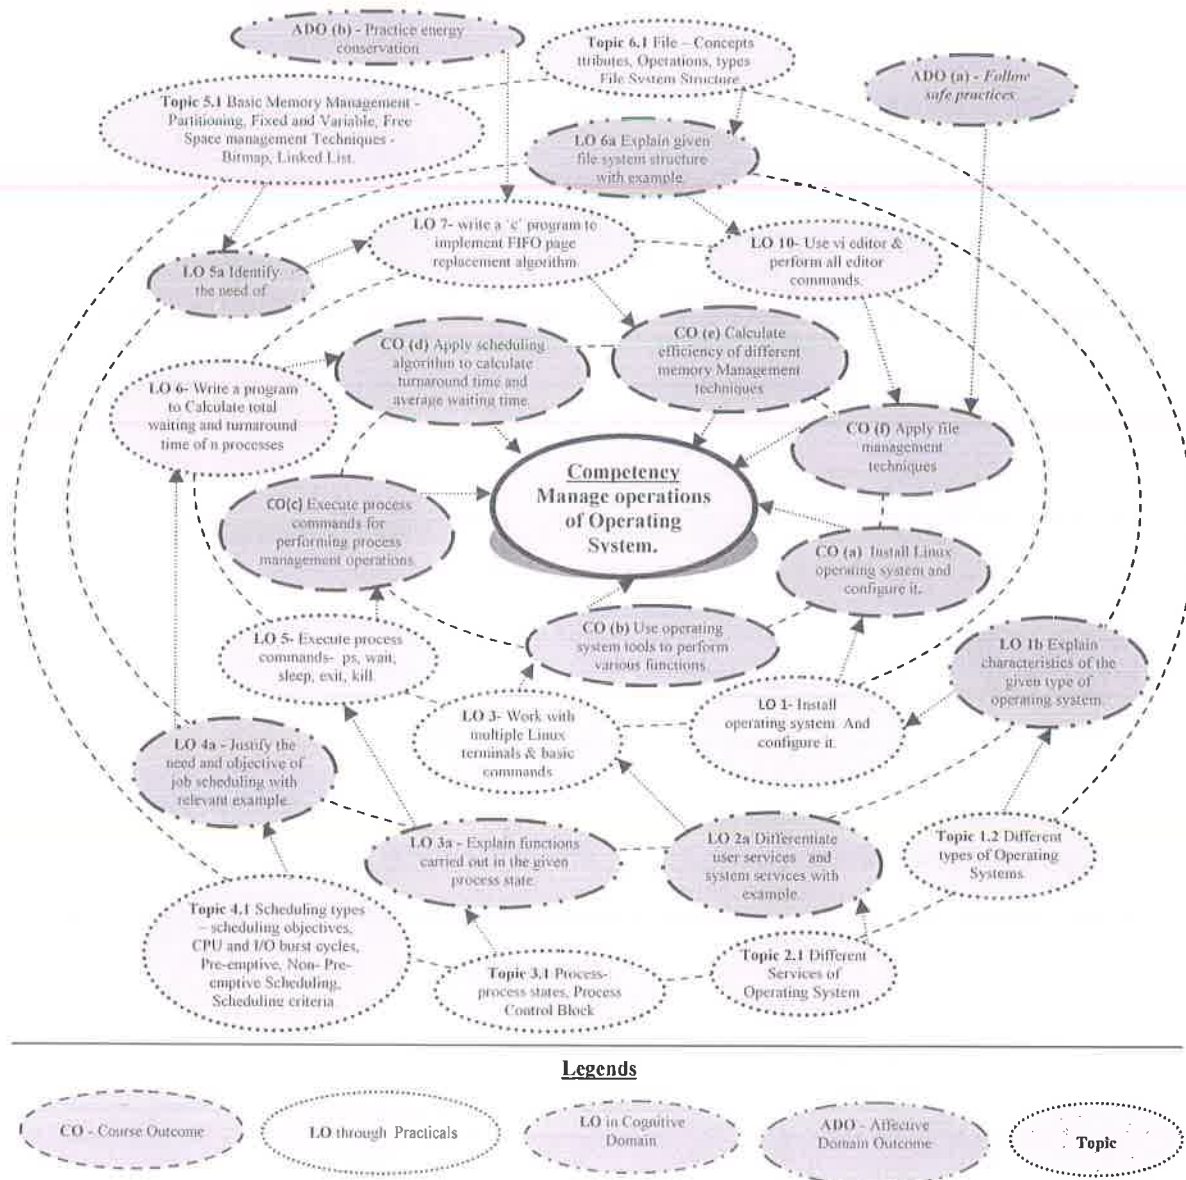 ADO (b) - Practice energy
conservation
Topic 6.1 File – Concepts
ttributes, Operations, types
File System Structure
ADO (a) - Follow
safe practices
Topic 5.1 Basic Memory Management -
Partitioning, Fixed and Variable, Free
Space management Techniques -
Bitmap, Linked List.
LO 6a Explain given
file system structure
with example.
LO 7- write a 'c' program to
implement FIFO page
replacement algorithm
LO 10- Use vi editor &
perform all editor
commands.
LO 5a Identify
the need of
CO (d) Apply scheduling
algorithm to calculate
turnaround time and
average waiting time.
CO (e) Calculate
efficiency of different
memory Management
techniques
LO 6- Write a program
to Calculate total
waiting and turnaround
time of n processes
CO (f) Apply file
management
techniques
Competency
Manage operations
of Operating
System.
CO(c) Execute process
commands for
performing process
management operations.
CO (a) Install Linux
operating system and
configure it.
CO (b) Use operating
system tools to perform
various functions.
LO 5- Execute process
commands- ps, wait,
sleep, exit, kill.
LO 1b Explain
characteristics of the
given type of
operating system.
LO 3- Work with
multiple Linux
terminals & basic
commands
LO 1- Install
operating system. And
configure it.
LO 4a - Justify the
need and objective of
job scheduling with
relevant example.
LO 3a - Explain functions
carried out in the given
process state.
LO 2a Differentiate
user services and
system services with
example.
Topic 1.2 Different
types of Operating
Systems
Topic 4.1 Scheduling types
– scheduling objectives,
CPU and I/O burst cycles,
Pre-emptive, Non- Pre-
emptive Scheduling,
Scheduling criteria
Topic 3.1 Process-
process states, Process
Control Block
Topic 2.1 Different
Services of
Operating System
Legends
CO - Course Outcome
LO through Practicals
LO in Cognitive
Domain
ADO - Affective
Domain Outcome
Topic